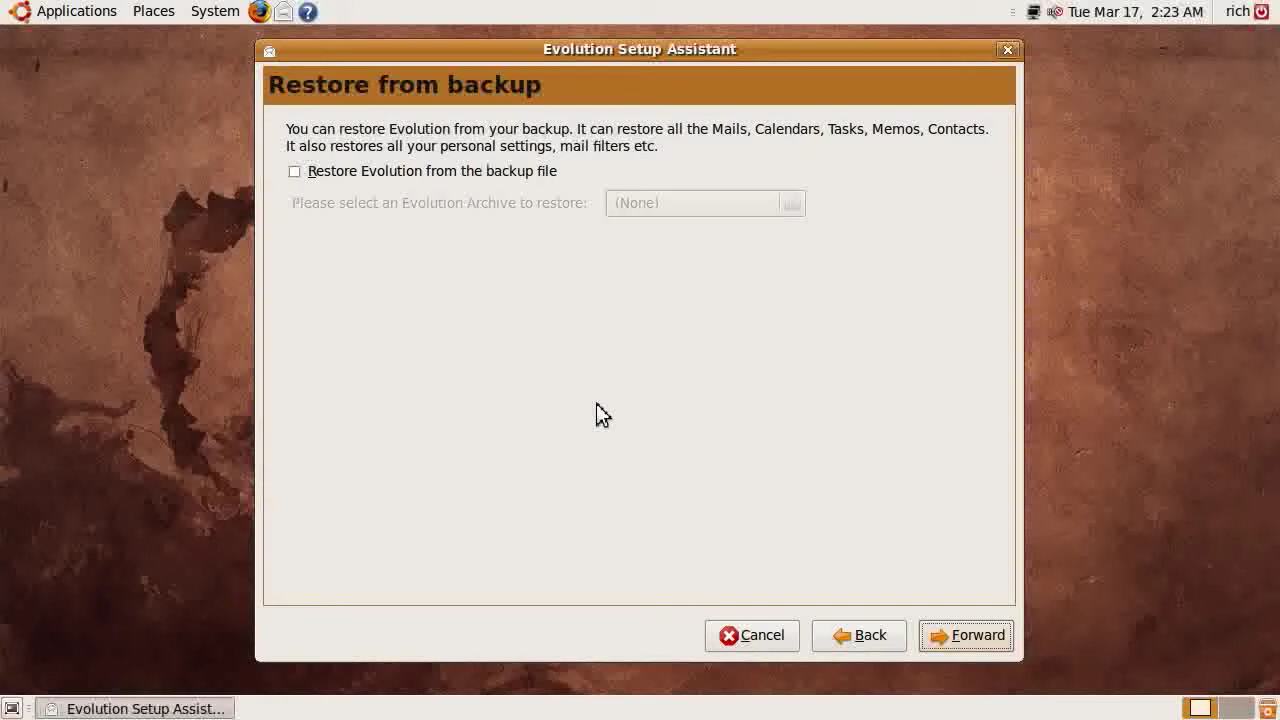 Applications Places System Tue Mar 17, 2:23 AM rich
Evolution Setup Assistant
Restore from backup
You can restore Evolution from your backup. It can restore all the Mails, Calendars, Tasks, Memos, Contacts.
It also restores all your personal settings, mail filters etc.
Restore Evolution from the backup file
Please select an Evolution Archive to restore: (None)
Cancel Back Forward
Evolution Setup Assist...